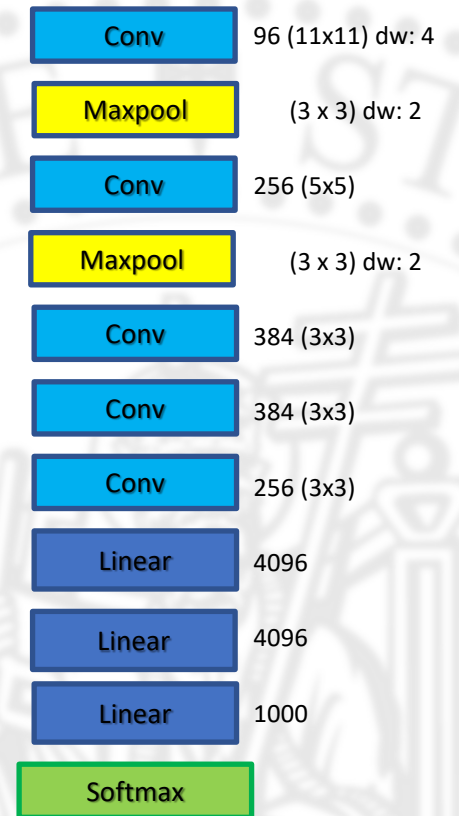 Conv 96 (11x11) dw: 4
Maxpool (3 x 3) dw: 2
Conv 256 (5x5)
Maxpool (3 x 3) dw: 2
Conv 384 (3x3)
Conv 384 (3x3)
Conv 256 (3x3)
Linear 4096
Linear 4096
Linear 1000
Softmax